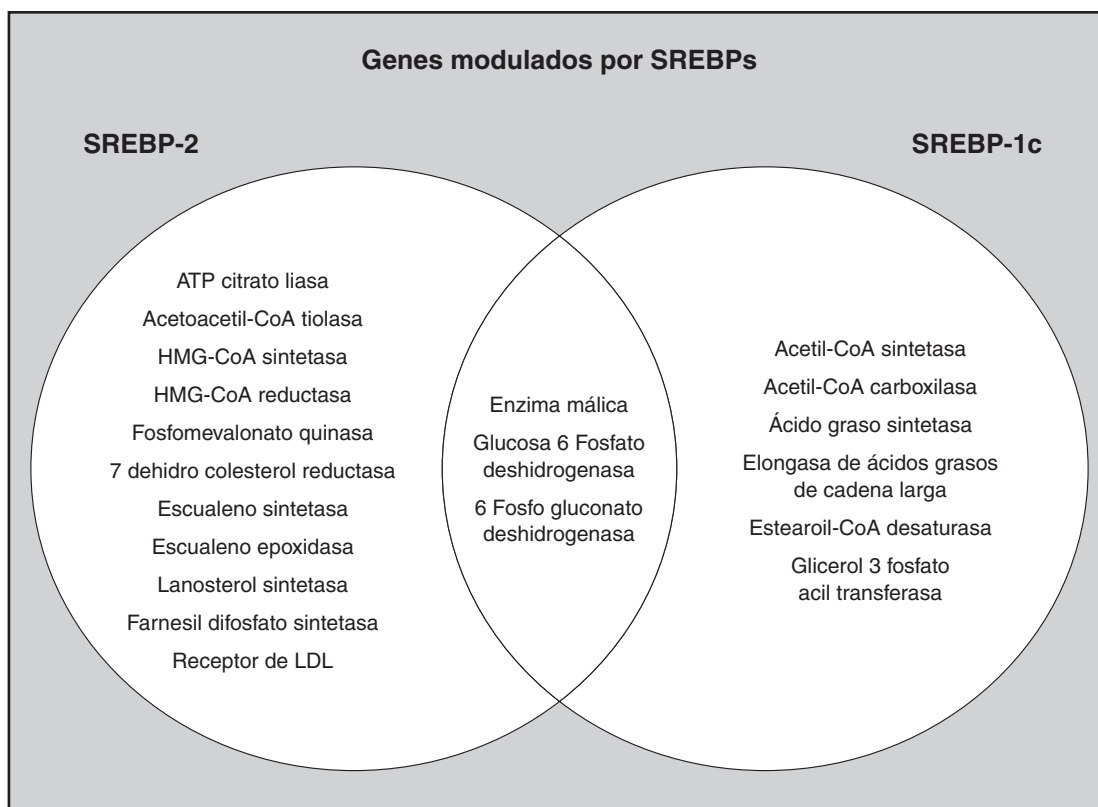 Genes modulados por SREBPs
SREBP-2
SREBP-1c
ATP citrato liasa
Acetoacetil-CoA tiolasa
HMG-CoA sintetasa
HMG-CoA reductasa
Fosfomevalonato quinasa
7 dehidro colesterol reductasa
Escualeno sintetasa
Escualeno epoxidasa
Lanosterol sintetasa
Farnesil difosfato sintetasa
Receptor de LDL
Enzima málica
Glucosa 6 Fosfato
deshidrogenasa
6 Fosfo gluconato
deshidrogenasa
Acetil-CoA sintetasa
Acetil-CoA carboxilasa
Ácido graso sintetasa
Elongasa de ácidos grasos
de cadena larga
Estearoil-CoA desaturasa
Glicerol 3 fosfato
acil transferasa